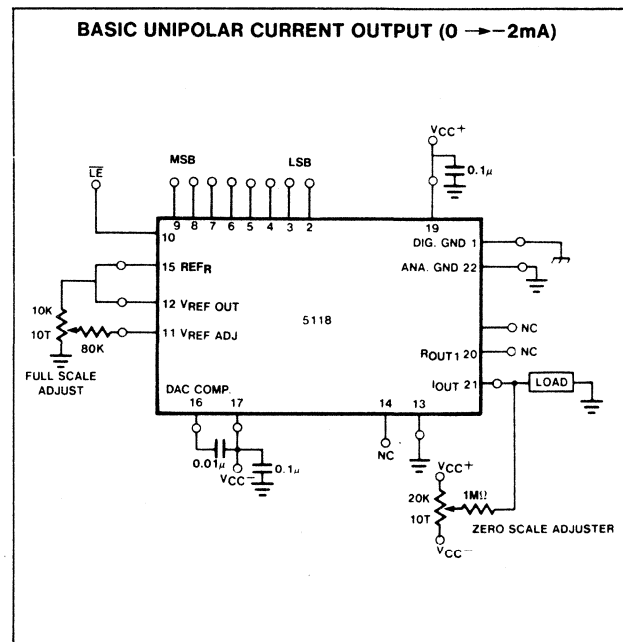 BASIC UNIPOLAR CURRENT OUTPUT (0 → -2mA)
VCC+
LE
MSB LSB
0.1μ
9 8 7 6 5 4 3 2 19
10 DIG. GND 1
15 REFR ANA. GND 22
12 VREF OUT
5118
10K
10T
11 VREF ADJ
80K
NC
ROUT1 20 NC
FULL SCALE
ADJUST
IOUT 21 LOAD
DAC COMP.
16 17 14 13
0.01μ
VCC-
0.1μ
NC
VCC+
20K
10T
1MΩ
ZERO SCALE ADJUSTER
VCC-